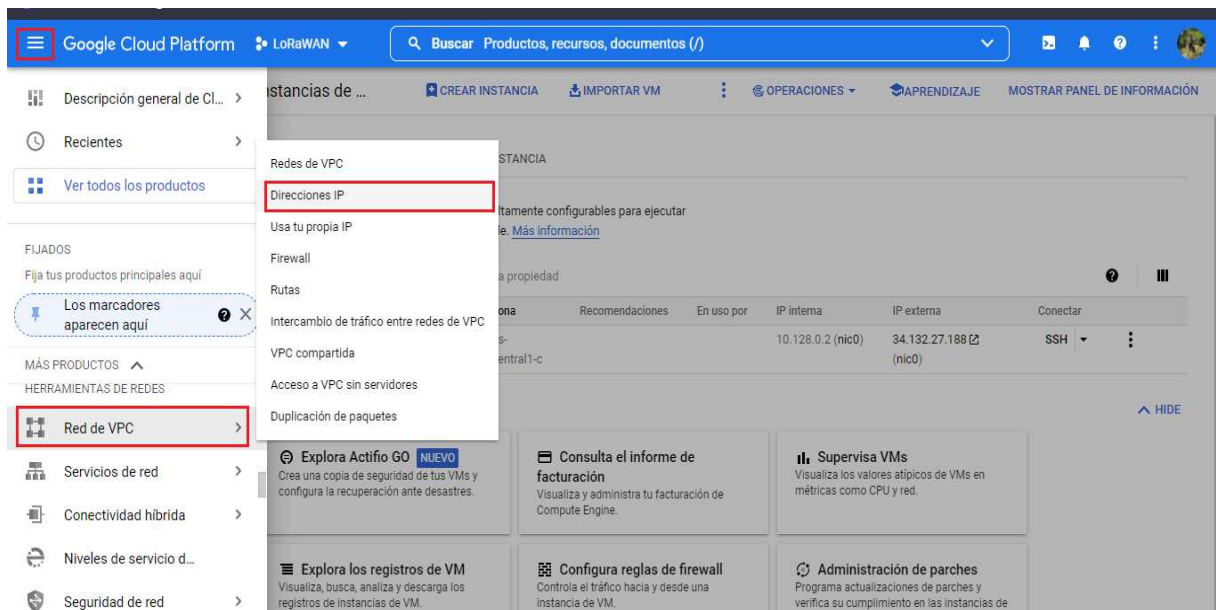 Google Cloud Platform
LoRaWAN
Buscar Productos, recursos, documentos (/)
Descripción general de Cl...
Recientes
Ver todos los productos
FIJADOS
Fija tus productos principales aquí
Los marcadores
aparecen aquí
MÁS PRODUCTOS
HERRAMIENTAS DE REDES
Red de VPC
Servicios de red
Conectividad híbrida
Niveles de servicio d...
Seguridad de red
Redes de VPC
Direcciones IP
Usa tu propia IP
Firewall
Rutas
Intercambio de tráfico entre redes de VPC
VPC compartida
Acceso a VPC sin servidores
Duplicación de paquetes
nstancias de ...
CREAR INSTANCIA
IMPORTAR VM
OPERACIONES
APRENDIZAJE
MOSTRAR PANEL DE INFORMACIÓN
STANCIA
ltamente configurables para ejecutar
le. Más información
a propiedad
ona Recomendaciones En uso por IP interna IP externa Conectar
s- 10.128.0.2 (nic0) 34.132.27.188 SSH
entral1-c (nic0)
HIDE
Explora Actifio GO NUEVO
Crea una copia de seguridad de tus VMs y
configura la recuperación ante desastres.
Consulta el informe de
facturación
Visualiza y administra tu facturación de
Compute Engine.
Supervisa VMs
Visualiza los valores atípicos de VMs en
métricas como CPU y red.
Explora los registros de VM
Visualiza, busca, analiza y descarga los
registros de instancias de VM.
Configura reglas de firewall
Controla el tráfico hacia y desde una
instancia de VM.
Administración de parches
Programa actualizaciones de parches y
verifica su cumplimiento en las instancias de